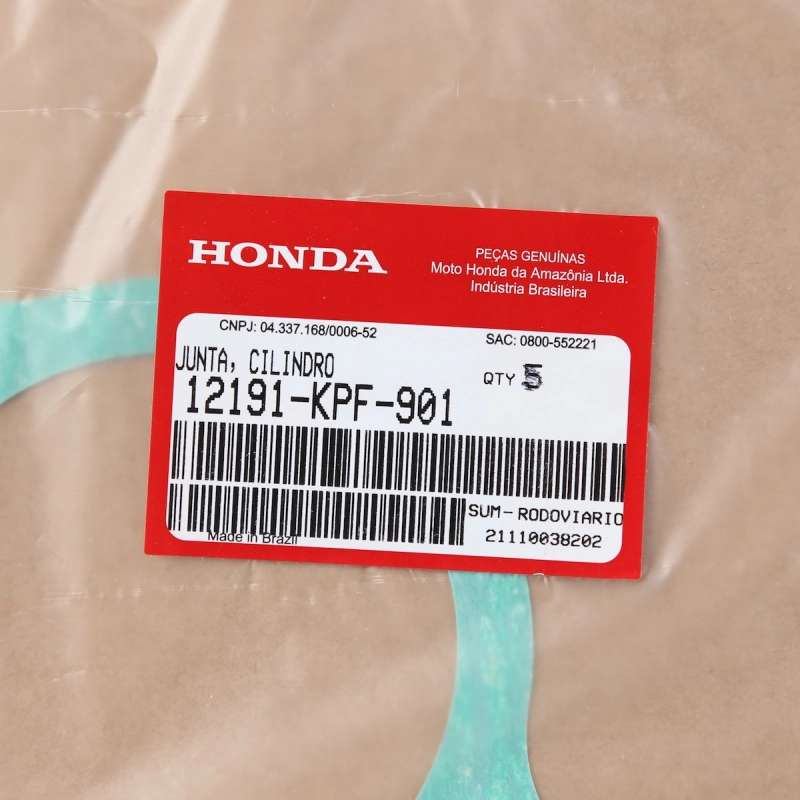 HONDA
PEÇAS GENUÍNAS
Moto Honda da Amazônia Ltda.
Indústria Brasileira
CNPJ: 04.337.168/0006-52
SAC: 0800-552221
JUNTA, CILINDRO
QTY 5
12191-KPF-901
SUM- RODOVIARIO
21110038202
Made in Brazil